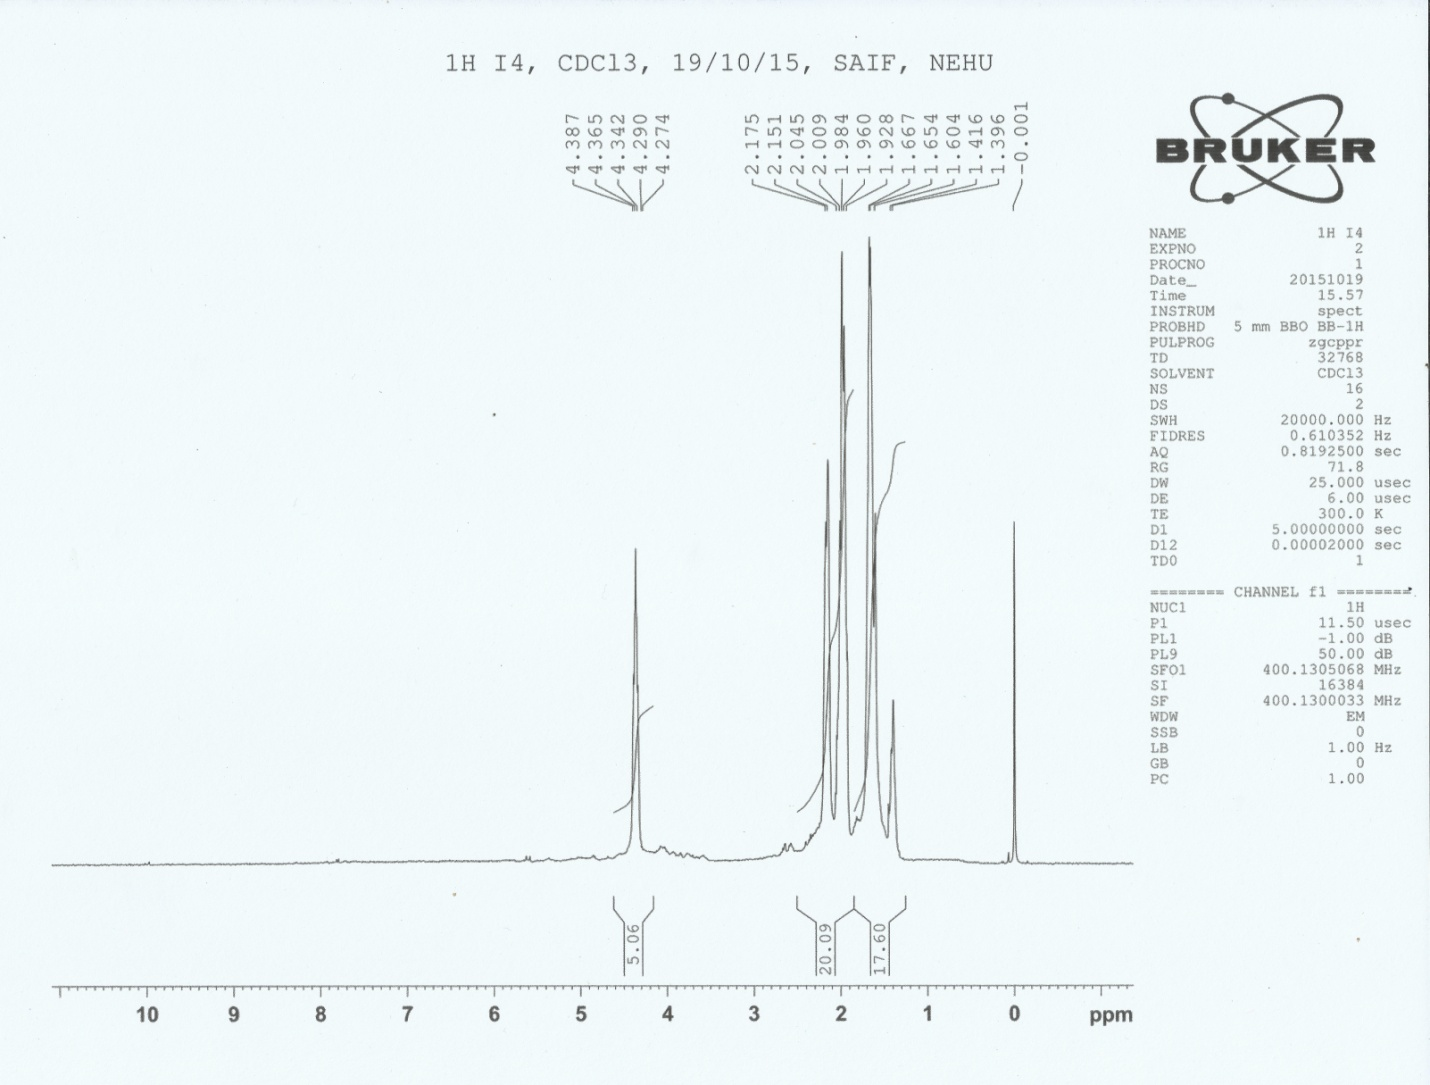 1H I4, CDCl3, 19/10/15, SAIF, NEHU
4.387
4.365
4.342
4.290
4.274
2.175
2.151
2.045
2.009
1.984
1.960
1.928
1.667
1.654
1.604
1.416
1.396
-0.001
BRUKER
NAME 1H I4
EXPNO 2
PROCNO 1
Date_ 20151019
Time 15.57
INSTRUM spect
PROBHD 5 mm BBO BB-1H
PULPROG zgcppr
TD 32768
SOLVENT CDCl3
NS 16
DS 2
SWH 20000.000 Hz
FIDRES 0.610352 Hz
AQ 0.8192500 sec
RG 71.8
DW 25.000 usec
DE 6.00 usec
TE 300.0 K
D1 5.00000000 sec
D12 0.00002000 sec
TD0 1
======== CHANNEL f1 ========
NUC1 1H
P1 11.50 usec
PL1 -1.00 dB
PL9 50.00 dB
SFO1 400.1305068 MHz
SI 16384
SF 400.1300033 MHz
WDW EM
SSB 0
LB 1.00 Hz
GB 0
PC 1.00
5.06
20.09
17.60
10 9 8 7 6 5 4 3 2 1 0 ppm